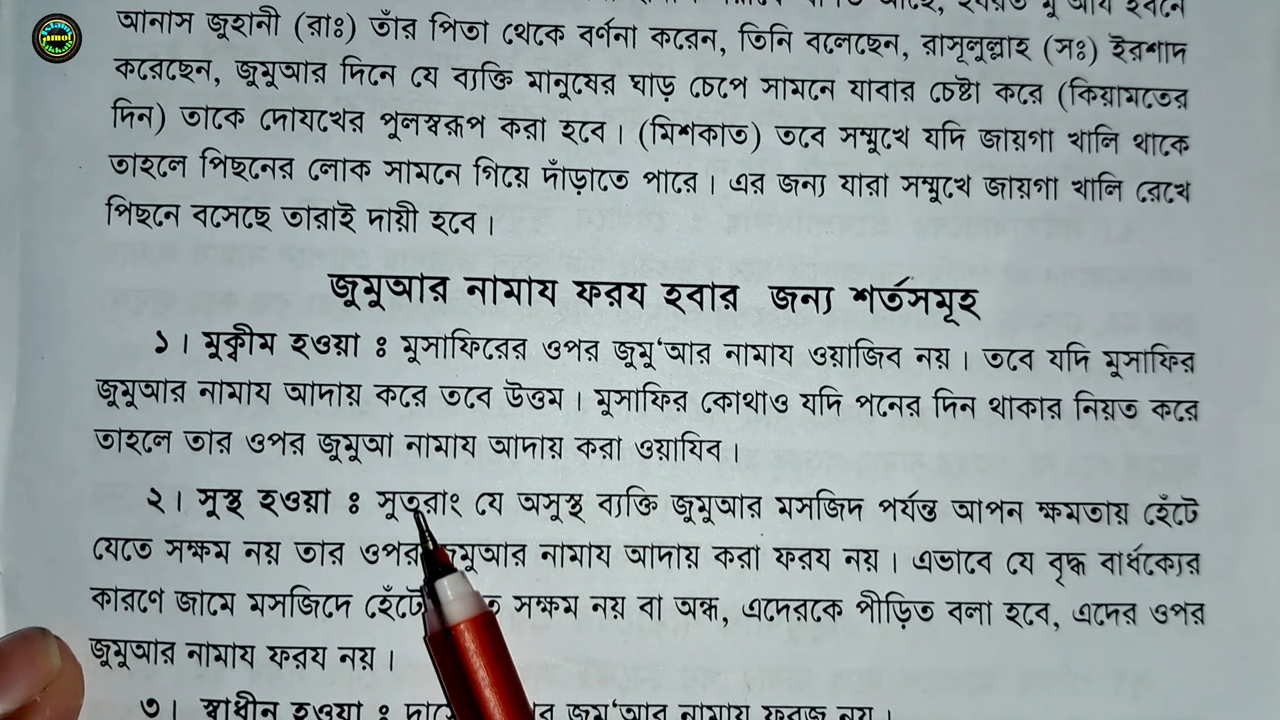 আনাস জুহানী (রাঃ) তাঁর পিতা থেকে বর্ণনা করেন, তিনি বলেছেন, রাসূলুল্লাহ (সঃ) ইরশাদ
করেছেন, জুমুআর দিনে যে ব্যক্তি মানুষের ঘাড় চেপে সামনে যাবার চেষ্টা করে (কিয়ামতের
দিন) তাকে দোযখের পুলস্বরূপ করা হবে। (মিশকাত) তবে সম্মুখে যদি জায়গা খালি থাকে
তাহলে পিছনের লোক সামনে গিয়ে দাঁড়াতে পারে। এর জন্য যারা সম্মুখে জায়গা খালি রেখে
পিছনে বসেছে তারাই দায়ী হবে।
জুমুআর নামায ফরয হবার জন্য শর্তসমূহ
১। মুক্বীম হওয়া ঃ মুসাফিরের ওপর জুমু'আর নামায ওয়াজিব নয়। তবে যদি মুসাফির
জুমুআর নামায আদায় করে তবে উত্তম। মুসাফির কোথাও যদি পনের দিন থাকার নিয়ত করে
তাহলে তার ওপর জুমুআ নামায আদায় করা ওয়াযিব।
২। সুস্থ হওয়া ঃ সুতরাং যে অসুস্থ ব্যক্তি জুমুআর মসজিদ পর্যন্ত আপন ক্ষমতায় হেঁটে
যেতে সক্ষম নয় তার ওপর জুমুআর নামায আদায় করা ফরয নয়। এভাবে যে বৃদ্ধ বার্ধক্যের
কারণে জামে মসজিদে হেঁটে সক্ষম নয় বা অন্ধ, এদেরকে পীড়িত বলা হবে, এদের ওপর
জুমুআর নামায ফরয নয়।
৩। স্বাধীন হওয়া ঃ জুমু'আর নামায ফরজ নয়।